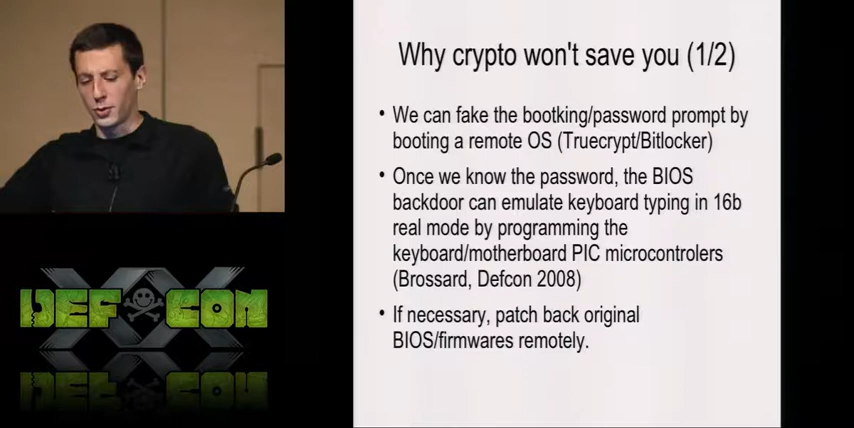 Why crypto won't save you (1/2)
• We can fake the bootking/password prompt by
booting a remote OS (Truecrypt/Bitlocker)
• Once we know the password, the BIOS
backdoor can emulate keyboard typing in 16b
real mode by programming the
keyboard/motherboard PIC microcontrolers
(Brossard, Defcon 2008)
• If necessary, patch back original
BIOS/firmwares remotely.
XX
DEF CON